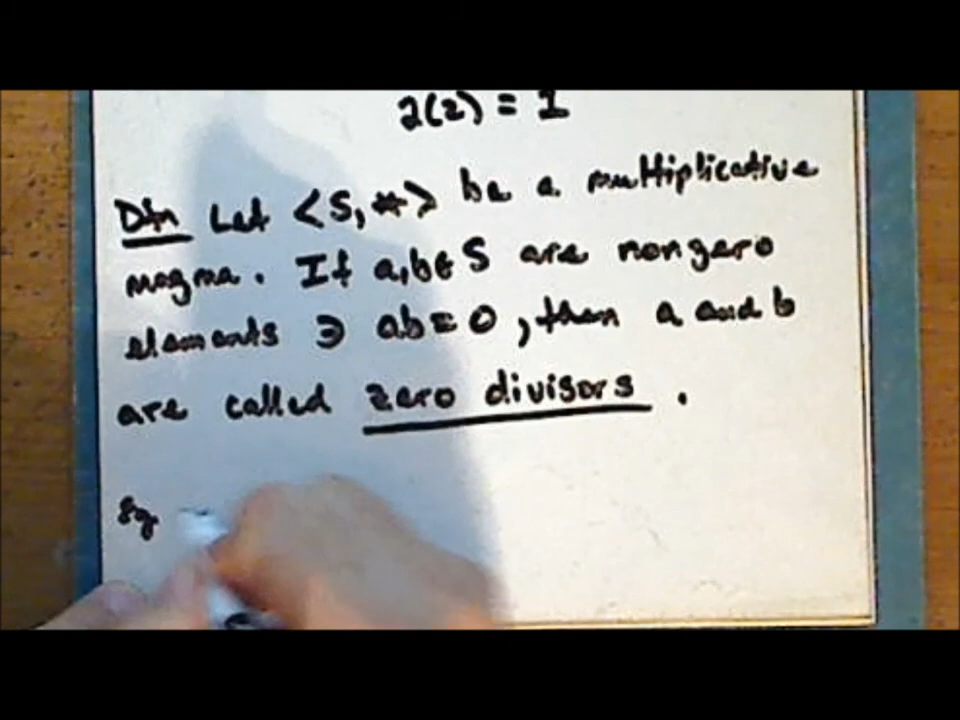 2(2) = 1
Dfn Let <S, *> be a multiplicative
magma. If a,b∈S are nonzero
elements ∋ ab = 0, then a and b
are called zero divisors.
Eg